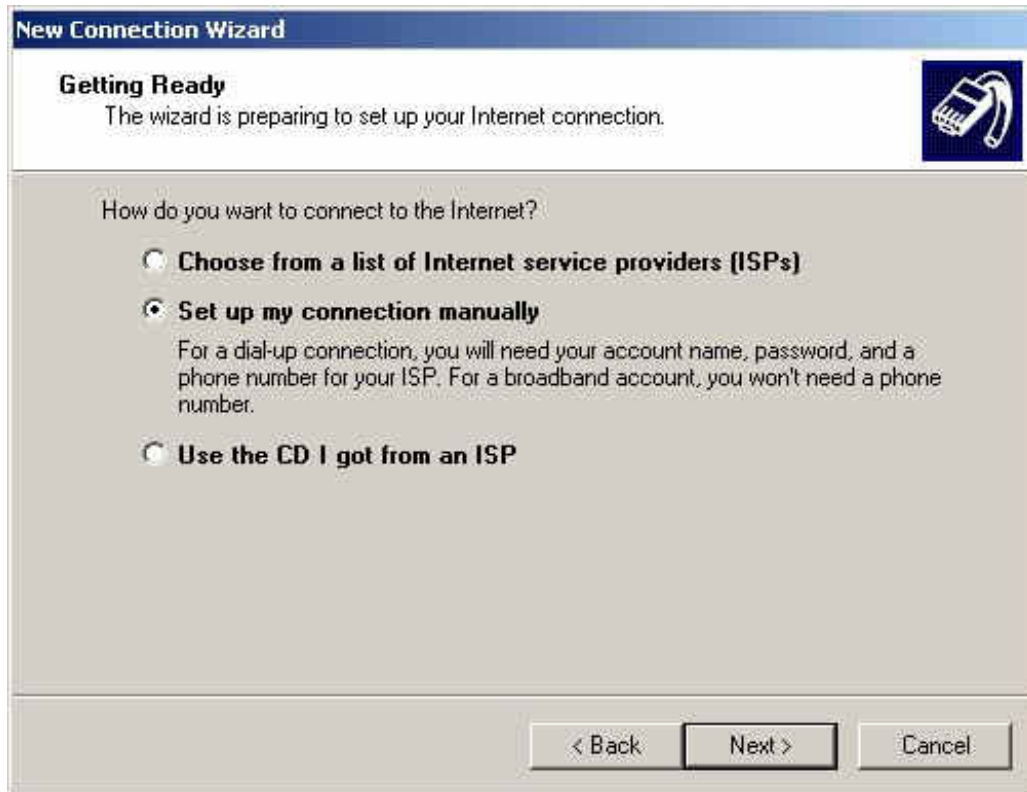 New Connection Wizard
Getting Ready
The wizard is preparing to set up your Internet connection.
How do you want to connect to the Internet?
Choose from a list of Internet service providers (ISPs)
Set up my connection manually
For a dial-up connection, you will need your account name, password, and a
phone number for your ISP. For a broadband account, you won't need a phone
number.
Use the CD I got from an ISP
< Back Next > Cancel